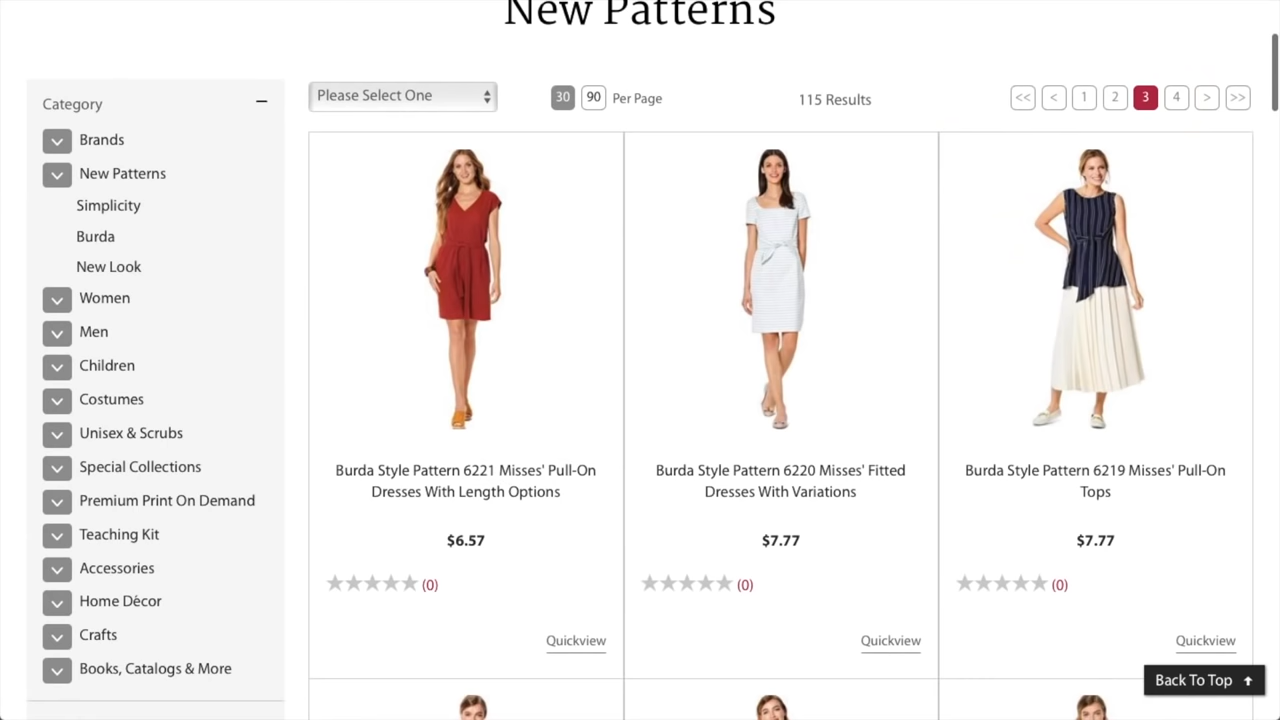 New Patterns
Category
Please Select One
30 90 Per Page
115 Results
<< < 1 2 3 4 > >>
Brands
New Patterns
Simplicity
Burda
New Look
Women
Men
Children
Costumes
Unisex & Scrubs
Special Collections
Premium Print On Demand
Teaching Kit
Accessories
Home Décor
Crafts
Books, Catalogs & More
Burda Style Pattern 6221 Misses' Pull-On
Dresses With Length Options
$6.57
(0)
Quickview
Burda Style Pattern 6220 Misses' Fitted
Dresses With Variations
$7.77
(0)
Quickview
Burda Style Pattern 6219 Misses' Pull-On
Tops
$7.77
(0)
Quickview
Back To Top